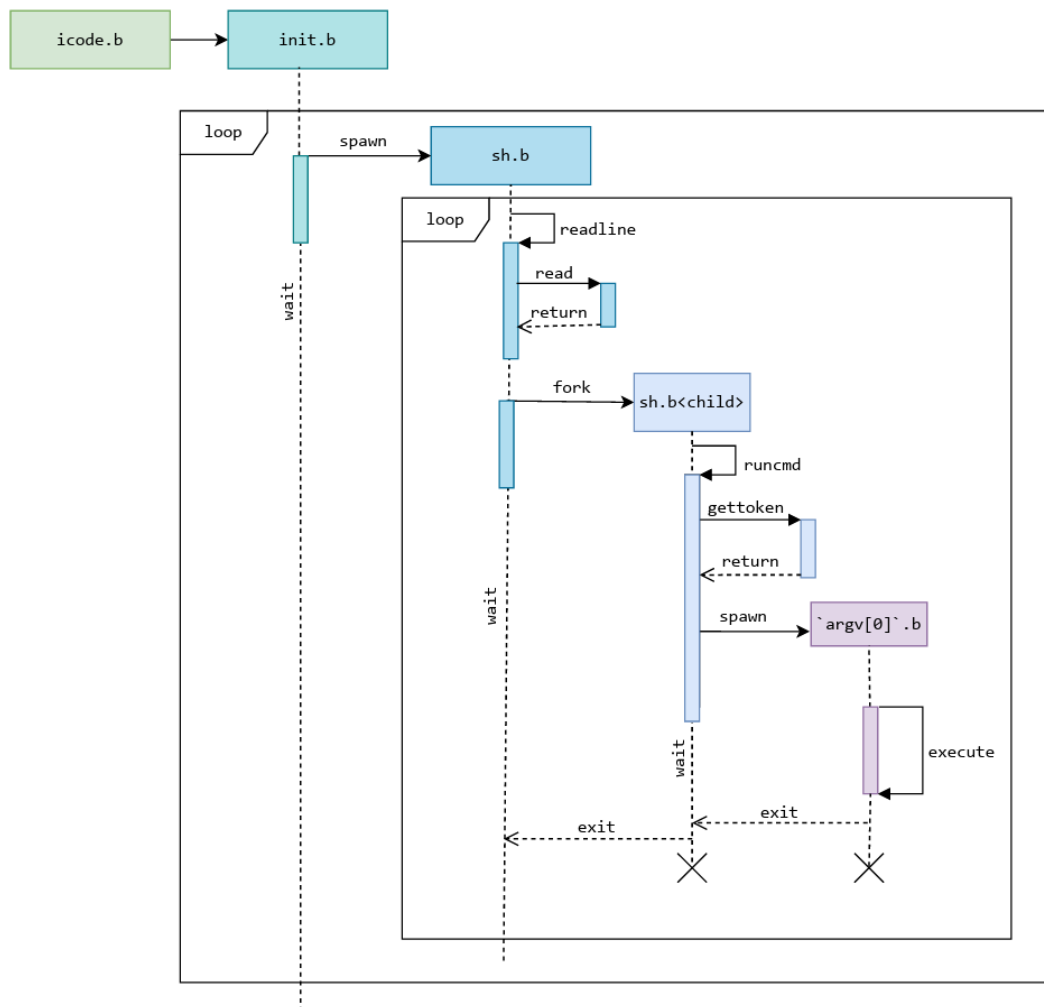 icode.b
init.b
loop
spawn
sh.b
loop
readline
read
wait
return
fork
sh.b<child>
runcmd
gettoken
return
wait
spawn
`argv[0]`.b
wait
execute
exit
exit